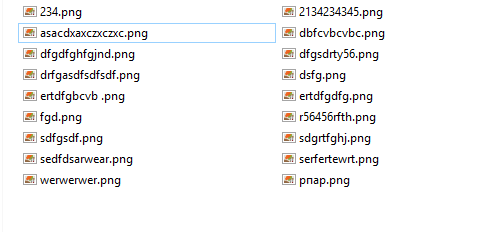 234.png
asacdxaxczxczxc.png
dfgdfghfgjnd.png
drfgasdfsdfsdf.png
ertdfgbcvb .png
fgd.png
sdfgsdf.png
sedfdsarwear.png
werwerwer.png
2134234345.png
dbfcvbcvbc.png
dfgsdrty56.png
dsfg.png
ertdfgdfg.png
r56456rfth.png
sdgrtfghj.png
serfertewrt.png
рпар.png